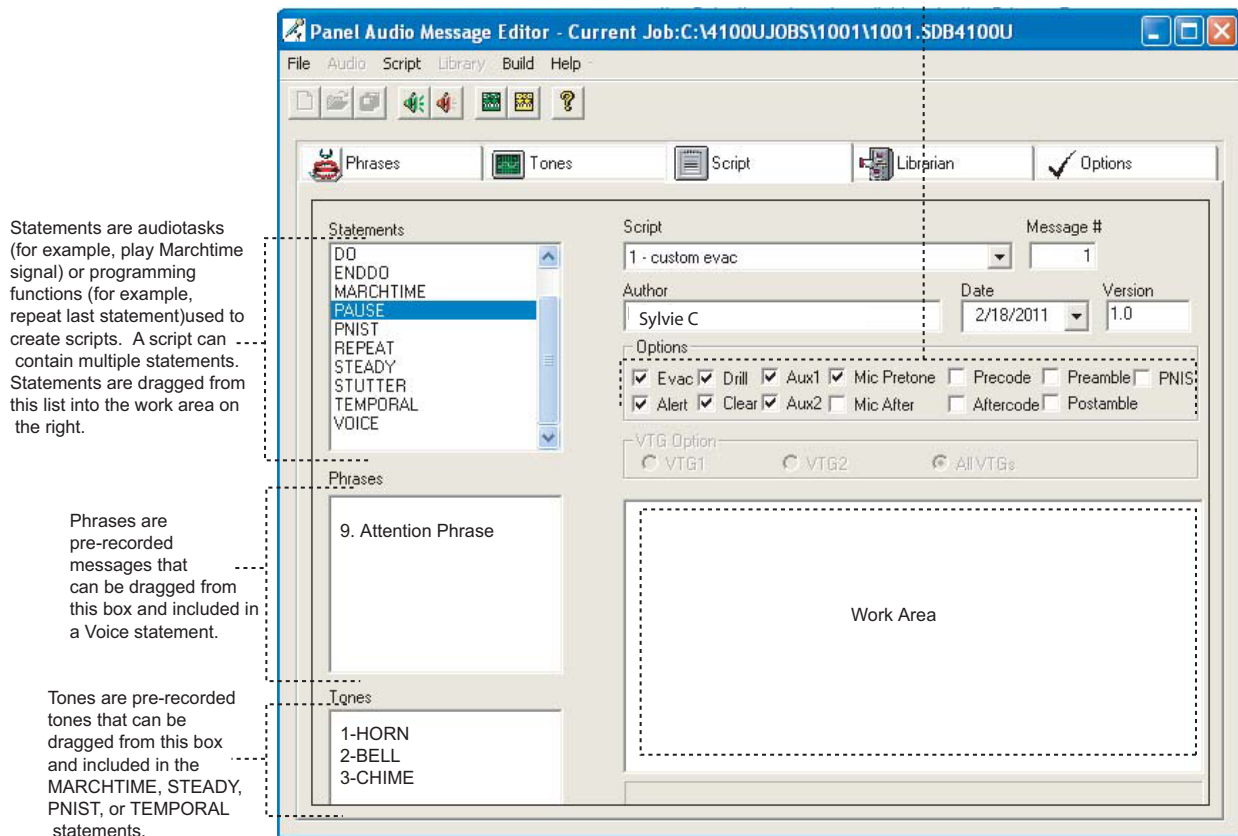 Panel Audio Message Editor - Current Job:C:\4100UJOBS\1001\1001.SDB4100U
File Audio Script Library Build Help
Phrases Tones Script Librarian Options
Statements are audiotasks
(for example, play Marchtime
signal) or programming
functions (for example,
repeat last statement)used to
create scripts. A script can
contain multiple statements.
Statements are dragged from
this list into the work area on
the right.
Statements
DO
ENDDO
MARCHTIME
PAUSE
PNIST
REPEAT
STEADY
STUTTER
TEMPORAL
VOICE
Script Message #
1 - custom evac 1
Author Date Version
Sylvie C 2/18/2011 1.0
Options
Evac Drill Aux1 Mic Pretone Precode Preamble PNIS
Alert Clear Aux2 Mic After Aftercode Postamble
VTG Option
VTG1 VTG2 All VTGs
Phrases are
pre-recorded
messages that
can be dragged from
this box and included in
a Voice statement.
Phrases
9. Attention Phrase
Work Area
Tones are pre-recorded
tones that can be
dragged from this box
and included in the
MARCHTIME, STEADY,
PNIST, or TEMPORAL
statements.
Tones
1-HORN
2-BELL
3-CHIME